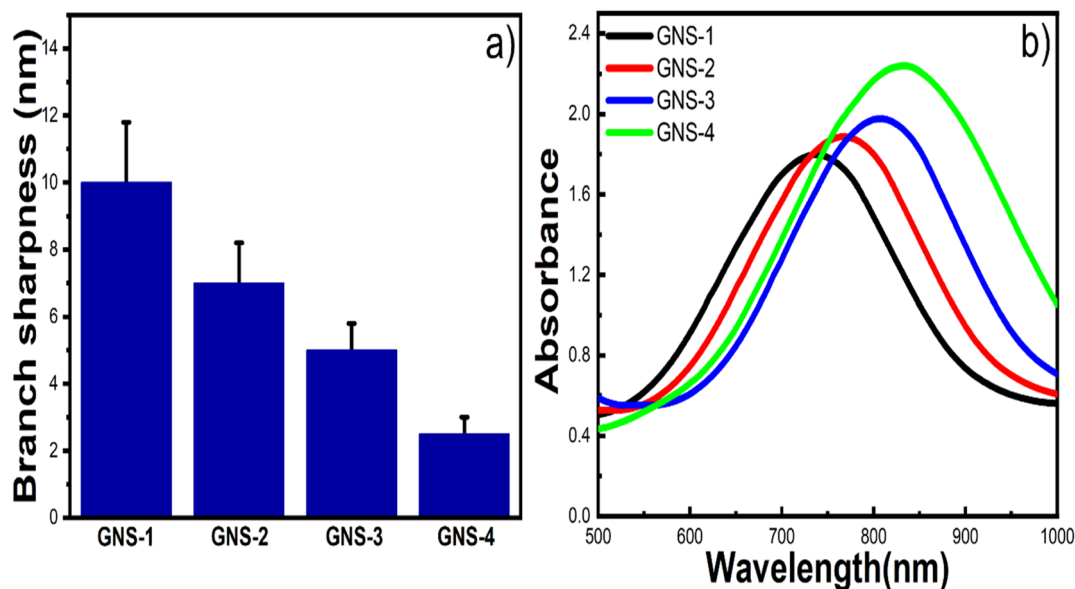 a)
Branch sharpness (nm)
14
12
10
8
6
4
2
0
GNS-1 GNS-2 GNS-3 GNS-4
b)
GNS-1
GNS-2
GNS-3
GNS-4
Absorbance
2.4
2.0
1.6
1.2
0.8
0.4
0.0
500 600 700 800 900 1000
Wavelength(nm)